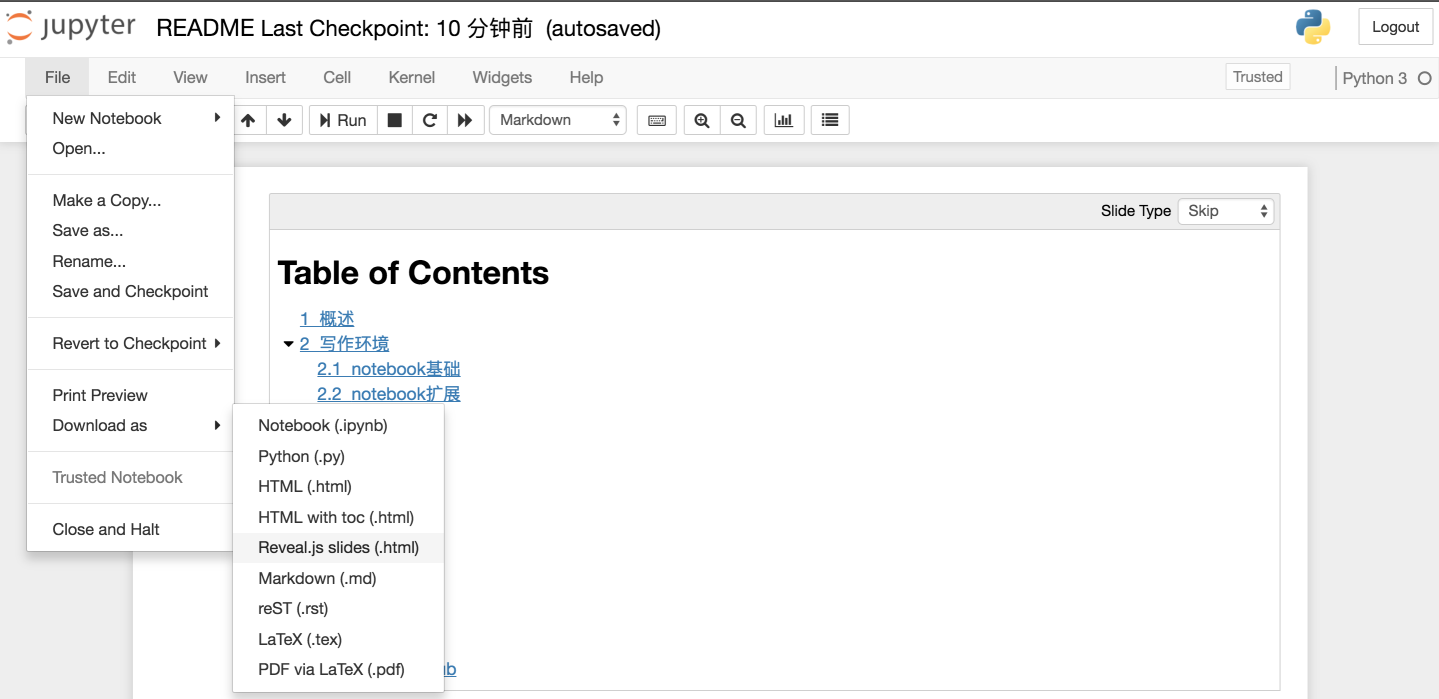 jupyter README Last Checkpoint: 10 分钟前 (autosaved) Logout
File Edit View Insert Cell Kernel Widgets Help Trusted Python 3
Run Markdown
New Notebook
Open...
Make a Copy...
Save as...
Rename...
Save and Checkpoint
Revert to Checkpoint
Print Preview
Download as
Trusted Notebook
Close and Halt
Notebook (.ipynb)
Python (.py)
HTML (.html)
HTML with toc (.html)
Reveal.js slides (.html)
Markdown (.md)
reST (.rst)
LaTeX (.tex)
PDF via LaTeX (.pdf)
Slide Type Skip
Table of Contents
1 概述
2 写作环境
2.1 notebook基础
2.2 notebook扩展